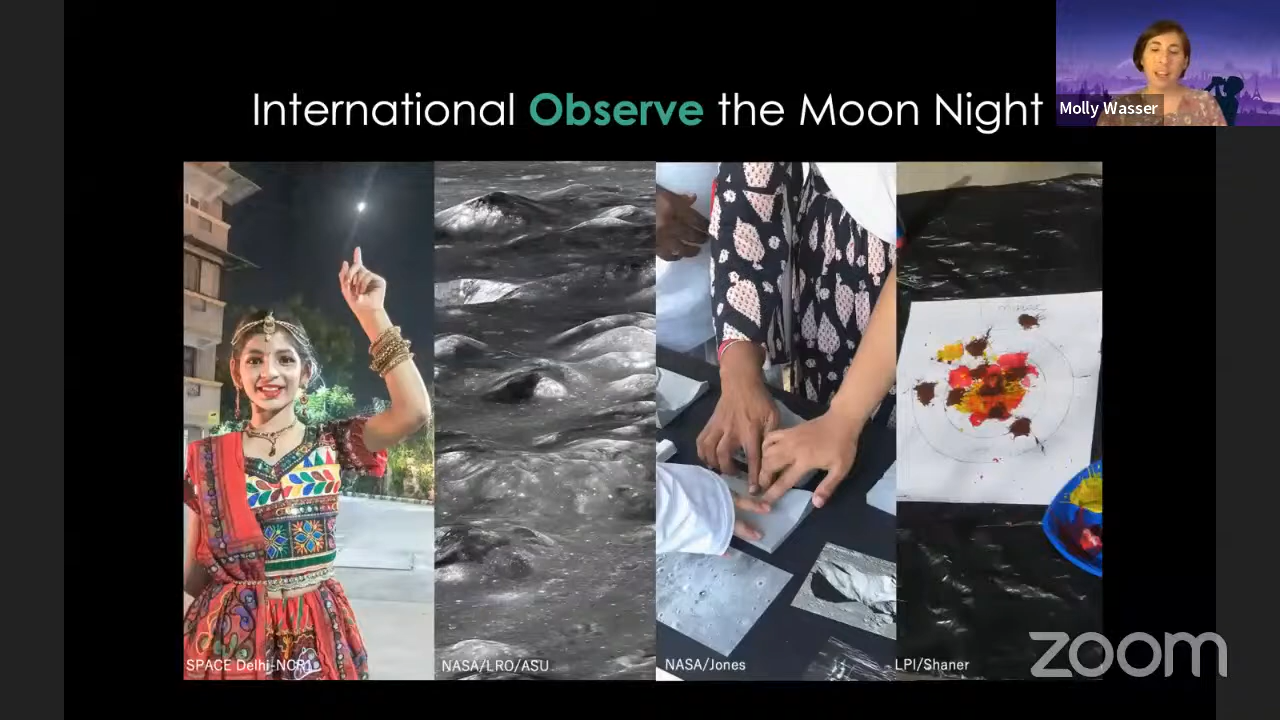 International Observe the Moon Night
Molly Wasser
SPACE Delhi-NCR
NASA/LRO/ASU
NASA/Jones
LPI/Shaner
zoom